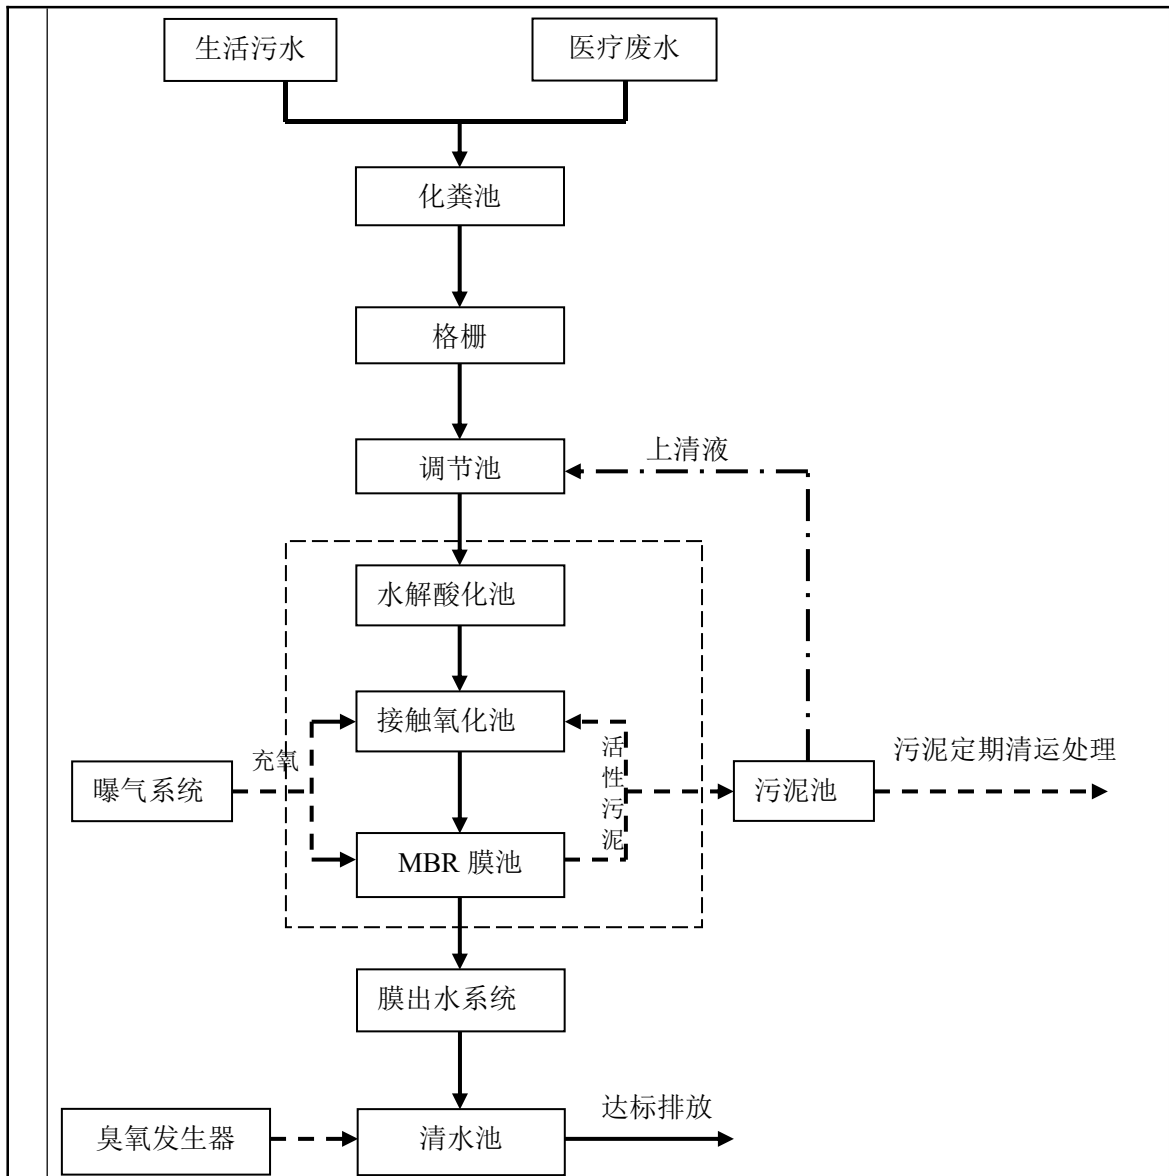 生活污水
医疗废水
化粪池
格栅
上清液
调节池
水解酸化池
接触氧化池
活性污泥
污泥定期清运处理
充氧
曝气系统
污泥池
MBR 膜池
膜出水系统
达标排放
臭氧发生器
清水池